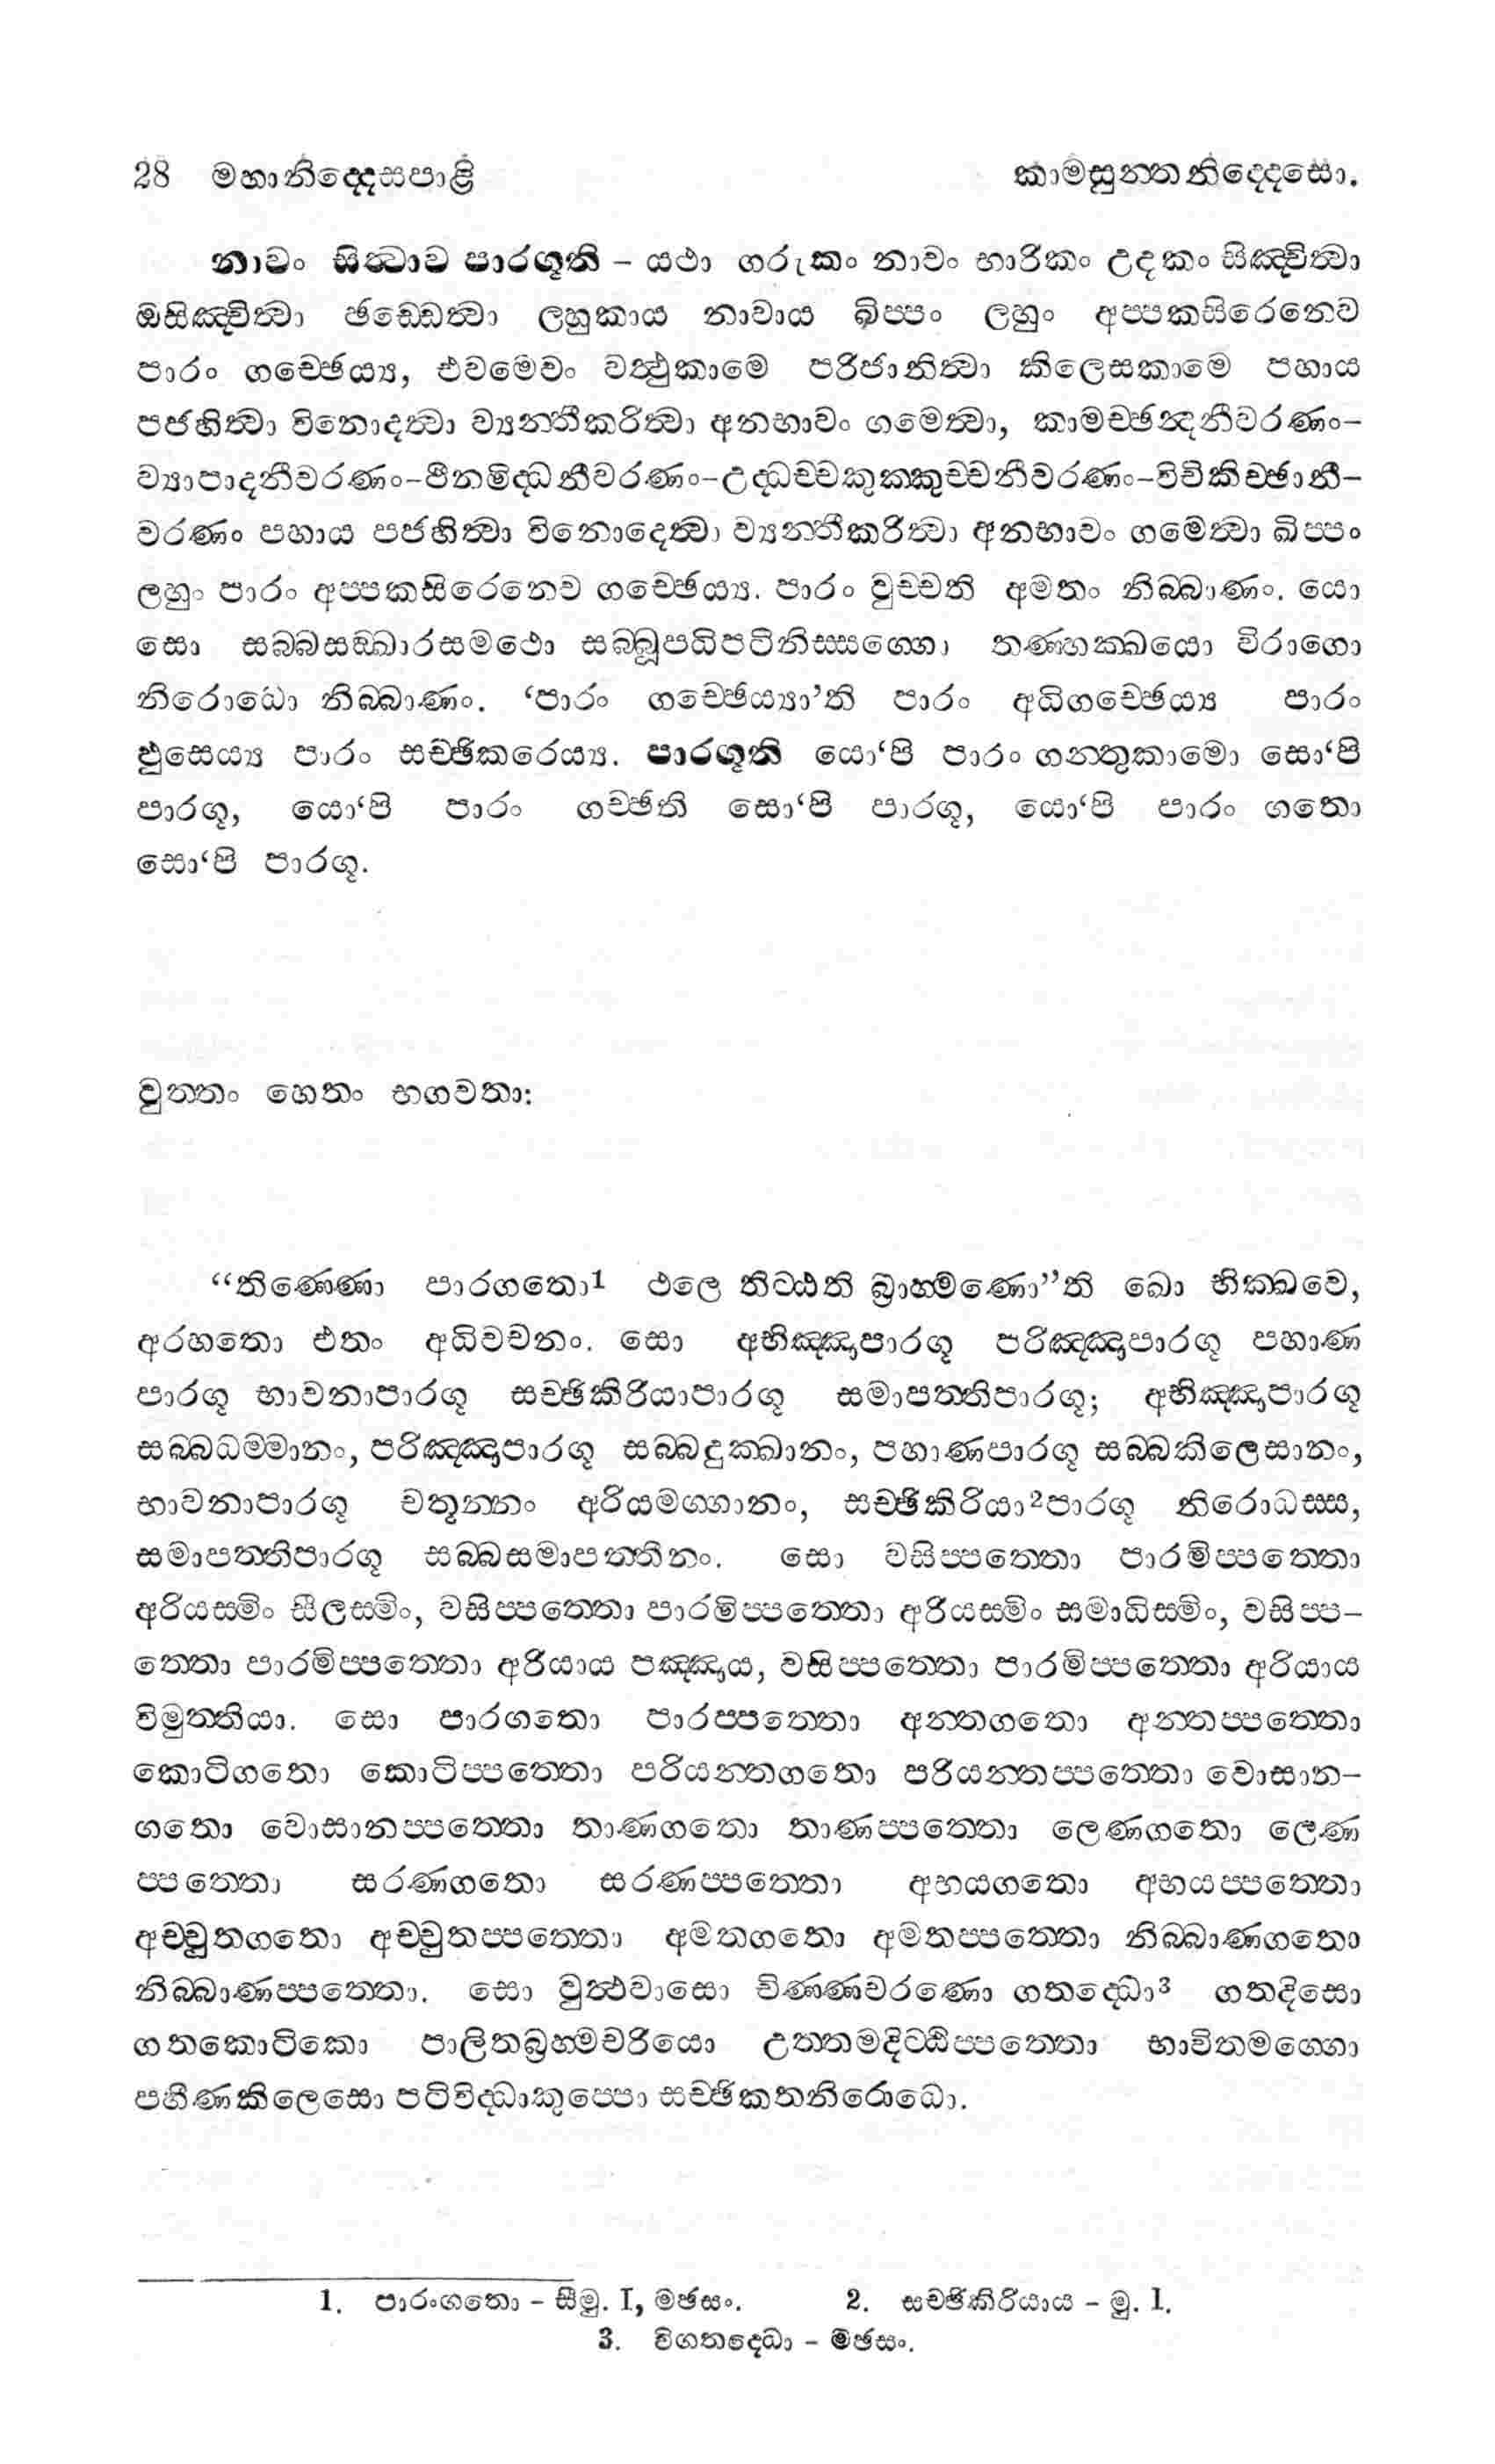 28 මහානිද්දෙසපාළි කාමසුත්තනිද්දෙසො.
නාවං සිඤ්චිත්‍වාව පාරගූති – යථා ගරුකං නාවං භාරිකං උදකං සිඤ්චිත්‍වා
ඔසිඤ්චිත්‍වා ඡඩ්ඩෙත්‍වා ලහුකාය නාවාය ඛිප්පං ලහුං අප්පකසිරෙනෙව
පාරං ගච්ඡෙය්‍ය, එවමෙවං වත්‍ථුකාමෙ පරිජානිත්‍වා කිලෙසකාමෙ පහාය
පජහිත්‍වා විනොදත්‍වා ව්‍යන්තීකරිත්‍වා අනභාවං ගමෙත්‍වා, කාමච්ඡන්‍දනීවරණං–
ව්‍යාපාදනීවරණං–ථීනමිද්‍ධනීවරණං–උද්‍ධච්චකුක්කුච්චනීවරණං–විචිකිච්ඡානී–
වරණං පහාය පජහිත්‍වා විනොදෙත්‍වා ව්‍යන්තීකරිත්‍වා අනභාවං ගමෙත්‍වා ඛිප්පං
ලහුං පාරං අප්පකසිරෙනෙව ගච්ඡෙය්‍ය. පාරං වුච්චති අමතං නිබ්බාණං. යො
සො සබ්බසඞ්ඛාරසමථො සබ්බූපධිපටිනිස්සග්ගො තණ්හක්ඛයො විරාගො
නිරොධො නිබ්බාණං. ‘පාරං ගච්ඡෙය්‍යා’ති පාරං අධිගච්ඡෙය්‍ය පාරං
ඵුසෙය්‍ය පාරං සච්ඡිකරෙය්‍ය. පාරගූති යො‘පි පාරං ගන්තුකාමො සො‘පි
පාරගූ, යො‘පි පාරං ගච්ඡති සො‘පි පාරගූ, යො‘පි පාරං ගතො
සො‘පි පාරගූ.
වුත්තං හෙතං භගවතා:
“තිණ්ණො පාරගතො1 ථලෙ තිට්ඨති බ්‍රාහ්මණො”ති ඛො භික්ඛවෙ,
අරහතො එතං අධිවචනං. සො අභිඤ්ඤාපාරගූ පරිඤ්ඤාපාරගූ පහාණ
පාරගූ භාවනාපාරගූ සච්ඡිකිරියාපාරගූ සමාපත්තිපාරගූ; අභිඤ්ඤාපාරගූ
සබ්බධම්මානං, පරිඤ්ඤාපාරගූ සබ්බදුක්ඛානං, පහාණපාරගූ සබ්බකිලෙසානං,
භාවනාපාරගූ චතූන්නං අරියමග්ගානං, සච්ඡිකිරියා2පාරගූ නිරොධස්ස,
සමාපත්තිපාරගූ සබ්බසමාපත්තීනං. සො වසිප්පත්තො පාරමිප්පත්තො
අරියස්මිං සීලස්මිං, වසිප්පත්තො පාරමිප්පත්තො අරියස්මිං සමාධිස්මිං, වසිප්ප–
ත්තො පාරමිප්පත්තො අරියාය පඤ්ඤාය, වසිප්පත්තො පාරමිප්පත්තො අරියාය
විමුත්තියා. සො පාරගතො පාරප්පත්තො අන්තගතො අන්තප්පත්තො
කොටිගතො කොටිප්පත්තො පරියන්තගතො පරියන්තප්පත්තො වොසාන–
ගතො වොසානප්පත්තො තාණගතො තාණප්පත්තො ලෙණගතො ලෙණ
ප්පත්තො සරණගතො සරණප්පත්තො අභයගතො අභයප්පත්තො
අච්චුතගතො අච්චුතප්පත්තො අමතගතො අමතප්පත්තො නිබ්බාණගතො
නිබ්බාණප්පත්තො. සො වුත්‍ථවාසො චිණ්ණචරණො ගතද්ධො3 ගතදිසො
ගතකොටිකො පාලිතබ්‍රහ්මචරියො උත්තමදිට්ඨිප්පත්තො භාවිතමග්ගො
පහීණකිලෙසො පටිවිද්ධාකුප්පො සච්ඡිකතනිරොධො.
1. පාරංගතො – සීමු. I, මඡසං. 2. සච්ඡිකිරියාය – මු. I.
3. විගතද්ධො – මඡසං.